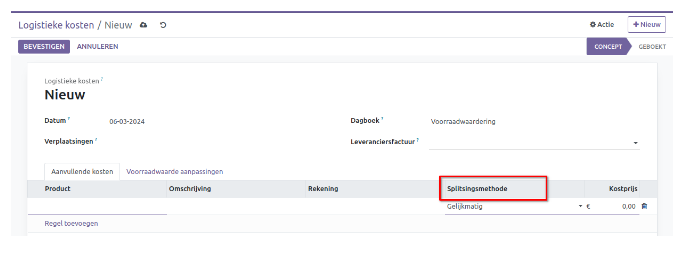 Logistieke kosten / Nieuw Actie + Nieuw
BEVESTIGEN ANNULEREN CONCEPT GEBOEKT
Logistieke kosten ?
Nieuw
Datum ? 06-03-2024 Dagboek ? Voorraadwaardering
Verplaatsingen ? Leveranciersfactuur ?
Aanvullende kosten Voorraadwaarde aanpassingen
Product Omschrijving Rekening Splitsingsmethode Kostprijs
Gelijkmatig € 0,00
Regel toevoegen